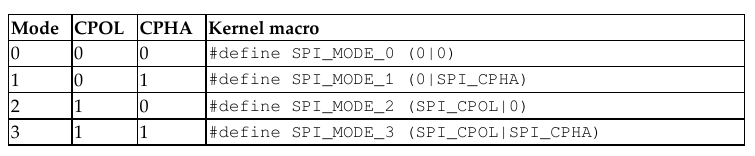 Mode CPOL CPHA Kernel macro
0 0 0 #define SPI_MODE_0 (0|0)
1 0 1 #define SPI_MODE_1 (0|SPI_CPHA)
2 1 0 #define SPI_MODE_2 (SPI_CPOL|0)
3 1 1 #define SPI_MODE_3 (SPI_CPOL|SPI_CPHA)